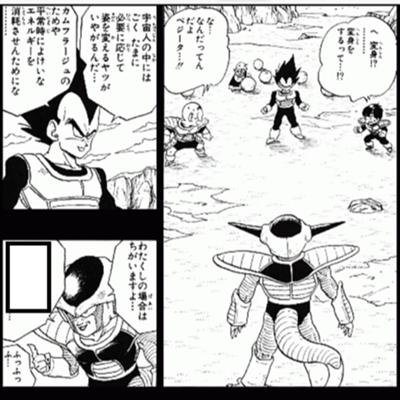 へ変身!?
変身を
するって…!?
な…
なんだってん
だよ
ベジータ…!!
宇宙人の中には
ごくたまに
必要に応じて
姿を変えるヤツが
いやがるんだ…
カムフラージュの
ためや
平常時によけいな
エネルギーを
消耗させんためにな
わたくしの場合は
ちがいますよ…
ふっふっ
ふ…